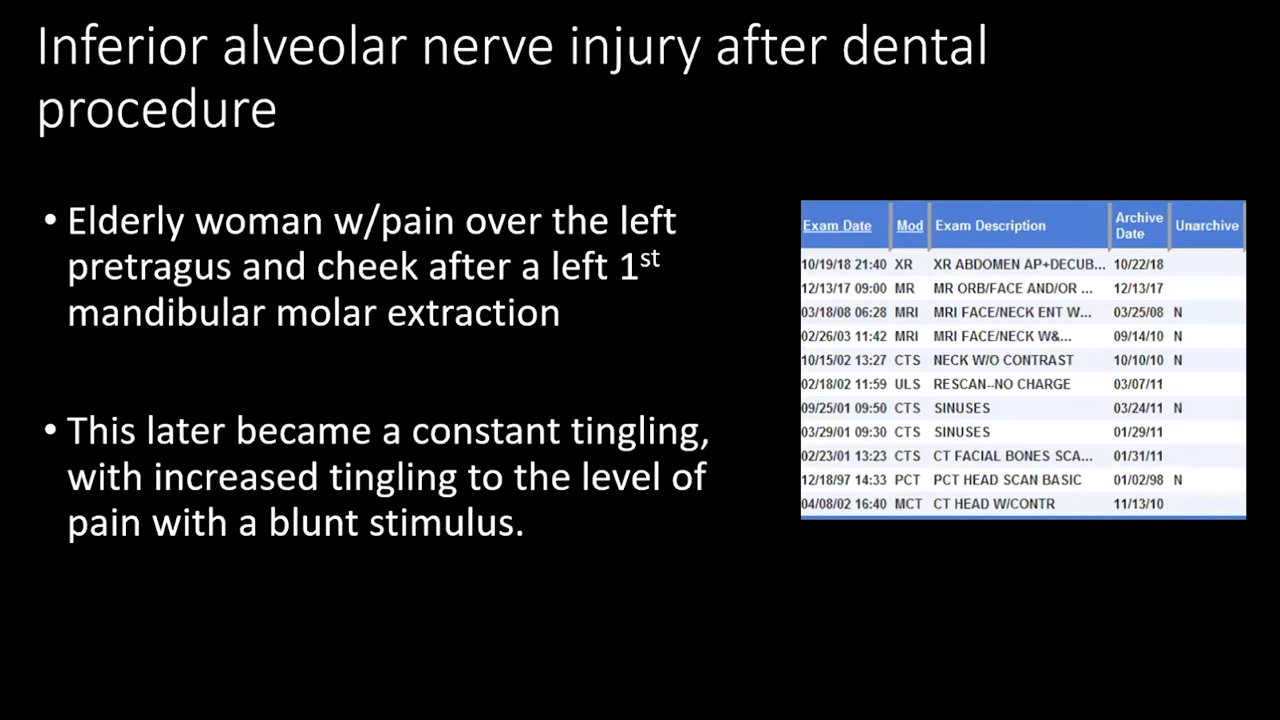 Inferior alveolar nerve injury after dental
procedure
• Elderly woman w/pain over the left
pretragus and cheek after a left 1st
mandibular molar extraction
• This later became a constant tingling,
with increased tingling to the level of
pain with a blunt stimulus.
Exam Date Mod Exam Description Archive Date Unarchive
10/19/18 21:40 XR XR ABDOMEN AP+DECUB... 10/22/18
12/13/17 09:00 MR MR ORB/FACE AND/OR ... 12/13/17
03/18/08 06:28 MRI MRI FACE/NECK ENT W... 03/25/08 N
02/26/03 11:42 MRI MRI FACE/NECK W&... 09/14/10 N
10/15/02 13:27 CTS NECK W/O CONTRAST 10/10/10 N
02/18/02 11:59 ULS RESCAN--NO CHARGE 03/07/11
09/25/01 09:50 CTS SINUSES 03/24/11 N
03/29/01 09:30 CTS SINUSES 01/29/11
02/23/01 13:23 CTS CT FACIAL BONES SCA... 01/31/11
12/18/97 14:33 PCT PCT HEAD SCAN BASIC 01/02/98 N
04/08/02 16:40 MCT CT HEAD W/CONTR 11/13/10